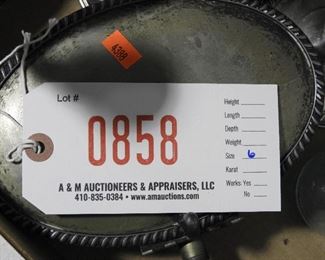 4388
Lot #
0858
A & M AUCTIONEERS & APPRAISERS, LLC
410-835-0384 • www.amauctions.com
Height
Length
Depth
Weight
Size 6
Karat
Works: Yes
No